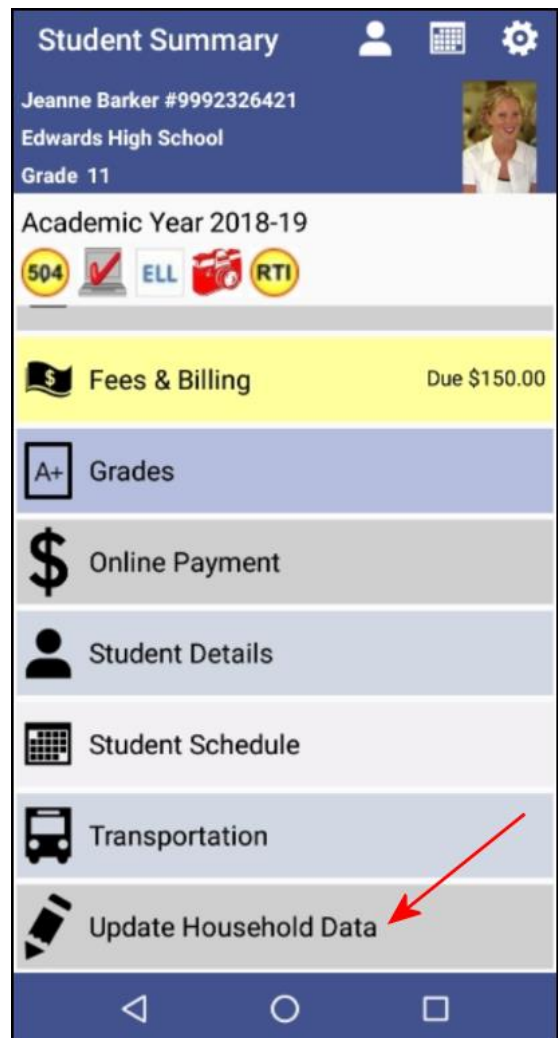 Student Summary
Jeanne Barker #9992326421
Edwards High School
Grade 11
Academic Year 2018-19
504 ELL RTI
Fees & Billing Due $150.00
A+ Grades
$ Online Payment
Student Details
Student Schedule
Transportation
Update Household Data